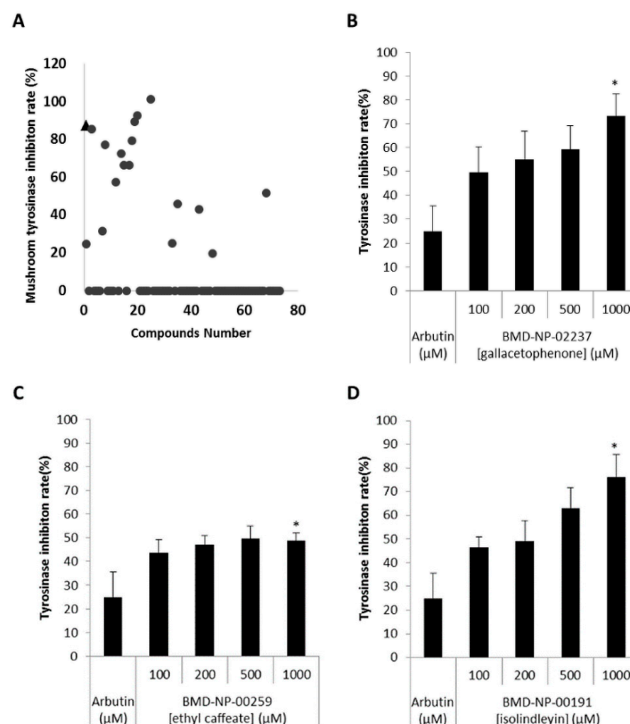 A
Mushroom tyrosinase inhibiton rate (%)
120
100
80
60
40
20
0
0 20 40 60 80
Compounds Number
B
Tyrosinase inhibiton rate(%)
100
90
80
70
60
50
40
30
20
10
0
*
100 200 500 1000
Arbutin BMD-NP-02237
(μM) [gallacetophenone] (μM)
C
Tyrosinase inhibiton rate(%)
100
90
80
70
60
50
40
30
20
10
0
*
100 200 500 1000
Arbutin BMD-NP-00259
(μM) [ethyl caffeate] (μM)
D
Tyrosinase inhibiton rate(%)
100
90
80
70
60
50
40
30
20
10
0
*
100 200 500 1000
Arbutin BMD-NP-00191
(μM) [isolindleyin] (μM)